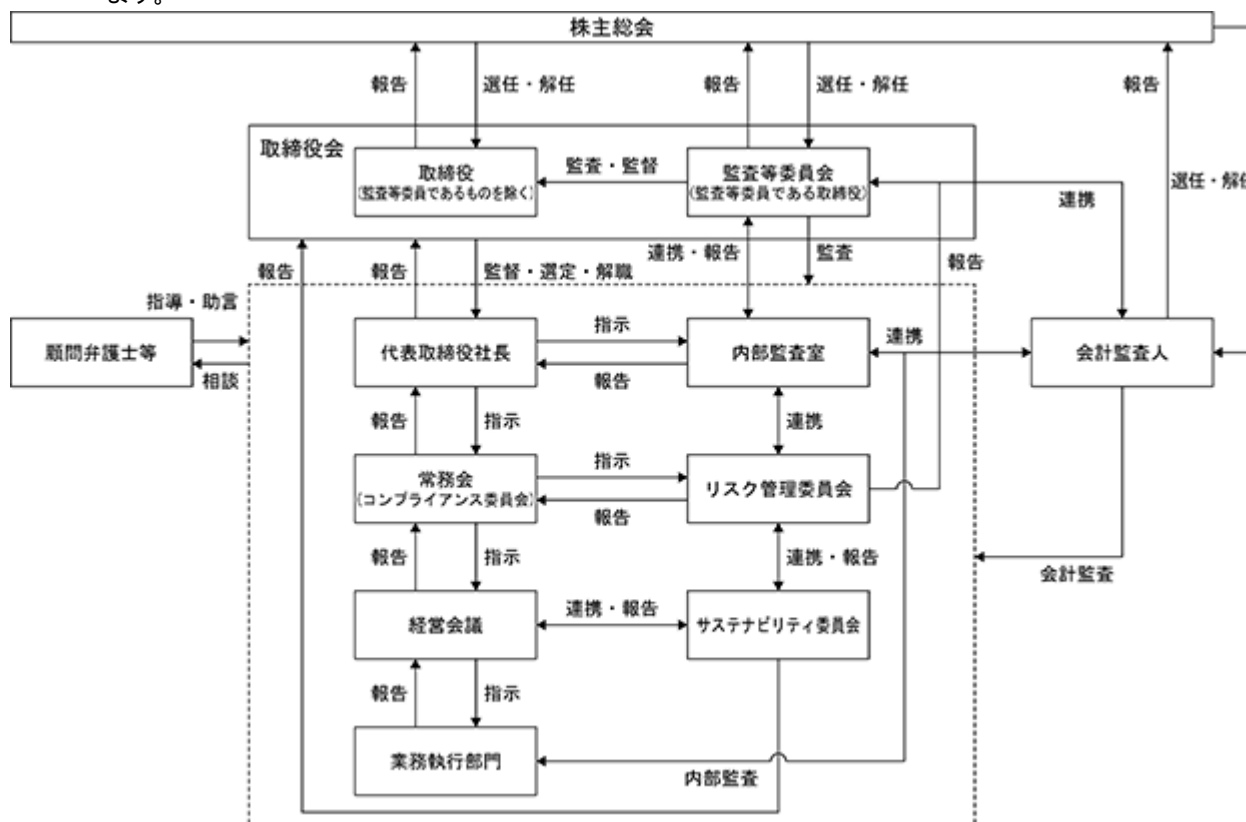 ます。
株主総会
報告
選任・解任
報告
選任・解任
報告
取締役会
取締役
(監査等委員であるものを除く)
監査・監督
監査等委員会
(監査等委員である取締役)
連携
選任・解任
報告
報告
監督・選定・解職
連携・報告
監査
報告
指導・助言
顧問弁護士等
相談
代表取締役社長
指示
報告
内部監査室
連携
会計監査人
報告
指示
連携
常務会
(コンプライアンス委員会)
指示
報告
リスク管理委員会
報告
指示
連携・報告
会計監査
経営会議
連携・報告
サステナビリティ委員会
報告
指示
業務執行部門
内部監査